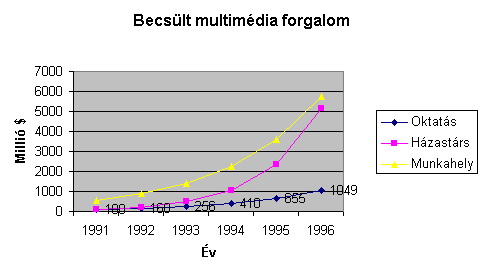 Becsült multimédia forgalom
7000
6000
5000
4000
3000
2000
1000
0
Millió $
100 160 256 410 655 1049
1991 1992 1993 1994 1995 1996
Év
Oktatás
Házastárs
Munkahely